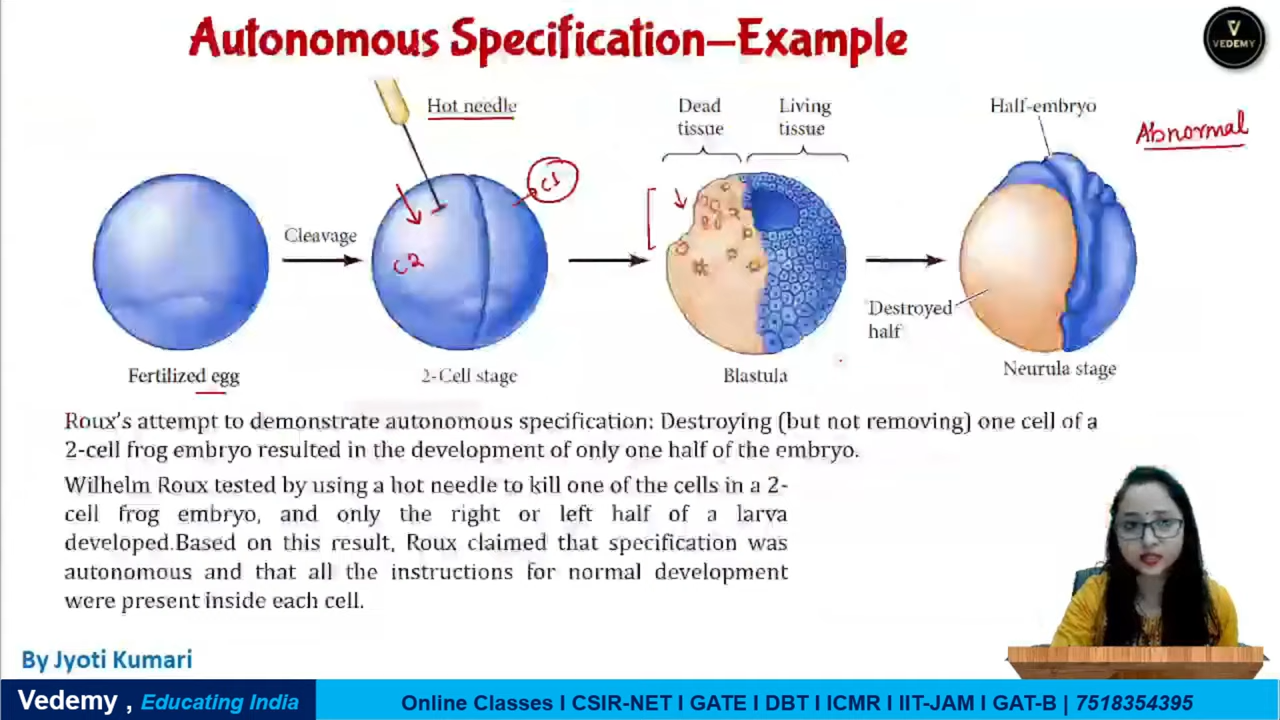 Autonomous Specification–Example
V
VEDEMY
Hot needle
Dead
tissue
Living
tissue
Half-embryo
Abnormal
C1
Cleavage
C2
Destroyed
half
Fertilized egg
2-Cell stage
Blastula
Neurula stage
Roux's attempt to demonstrate autonomous specification: Destroying (but not removing) one cell of a
2-cell frog embryo resulted in the development of only one half of the embryo.
Wilhelm Roux tested by using a hot needle to kill one of the cells in a 2-
cell frog embryo, and only the right or left half of a larva
developed.Based on this result, Roux claimed that specification was
autonomous and that all the instructions for normal development
were present inside each cell.
By Jyoti Kumari
Vedemy , Educating India
Online Classes I CSIR-NET I GATE I DBT I ICMR I IIT-JAM I GAT-B | 7518354395